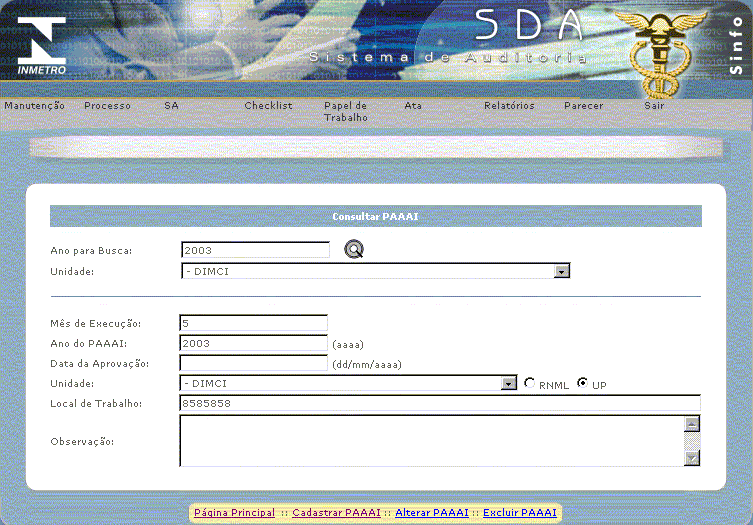 SDA
Sistema de Auditoria
INMETRO
Sinfo
Manutenção Processo SA Checklist Papel de Trabalho Ata Relatórios Parecer Sair
Consultar PAAAI
Ano para Busca: 2003
Unidade: - DIMCI
Mês de Execução: 5
Ano do PAAAI: 2003 (aaaa)
Data da Aprovação: (dd/mm/aaaa)
Unidade: - DIMCI RNML UP
Local de Trabalho: 8585858
Observação:
Página Principal :: Cadastrar PAAAI :: Alterar PAAAI :: Excluir PAAAI